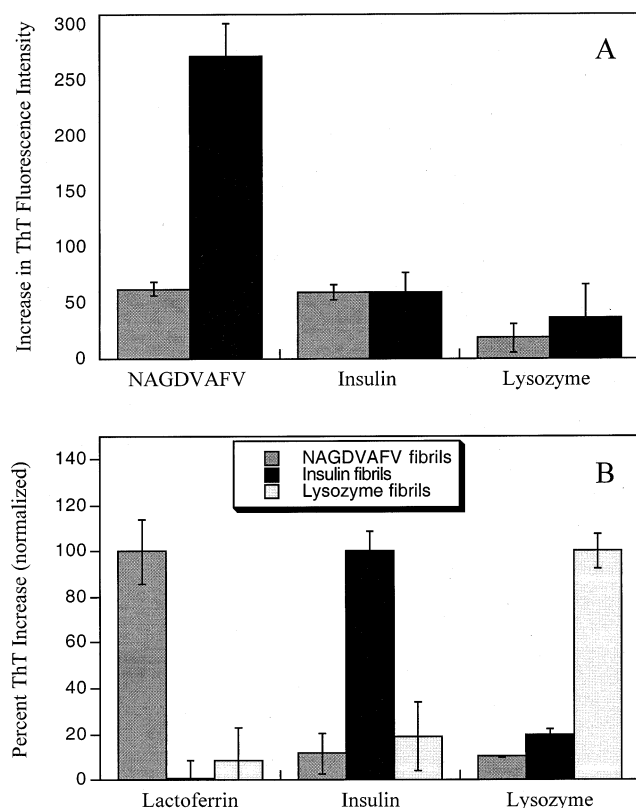 A
Increase in ThT Fluorescence Intensity
300
250
200
150
100
50
0
NAGDVAFV Insulin Lysozyme
B
Percent ThT Increase (normalized)
NAGDVAFV fibrils
Insulin fibrils
Lysozyme fibrils
140
120
100
80
60
40
20
0
Lactoferrin Insulin Lysozyme